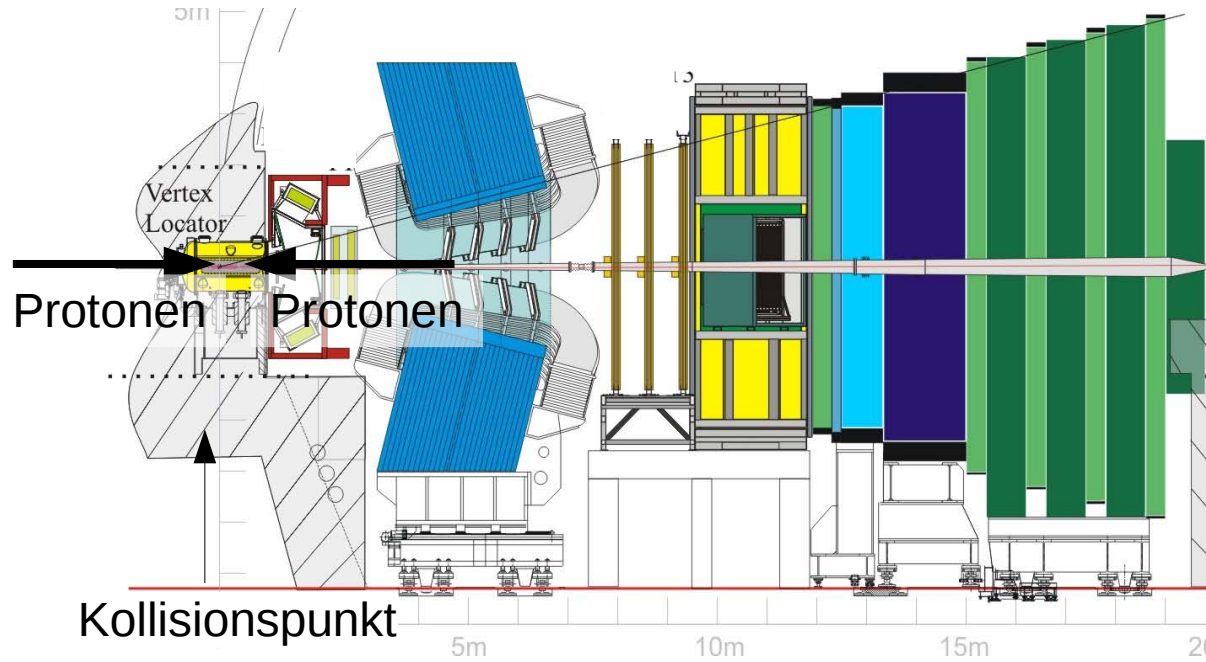 5m
Vertex
Locator
Protonen
Protonen
Kollisionspunkt
5m
10m
15m